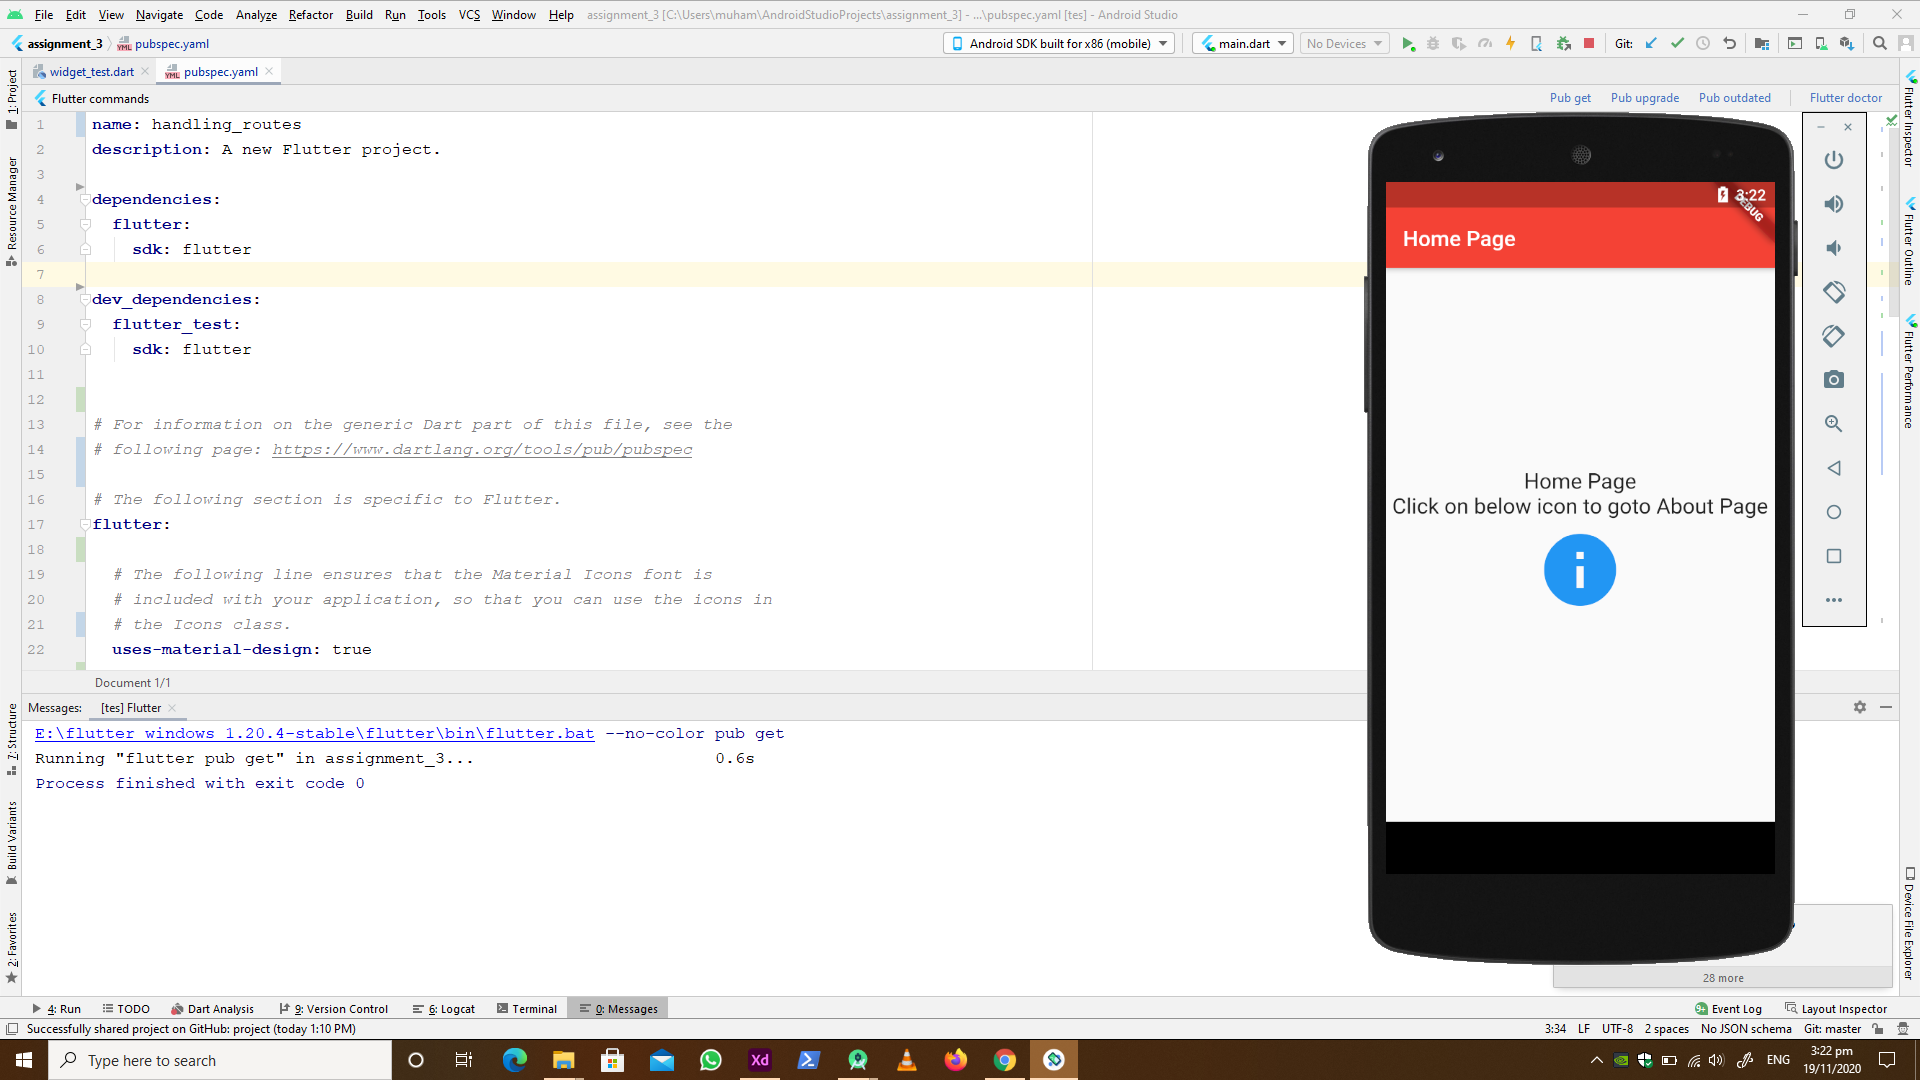 File Edit View Navigate Code Analyze Refactor Build Run Tools VCS Window Help assignment_3 [C:\Users\muham\AndroidStudioProjects\assignment_3] - ...\pubspec.yaml [tes] - Android Studio
assignment_3 pubspec.yaml Android SDK built for x86 (mobile) main.dart No Devices Git:
widget_test.dart pubspec.yaml
Flutter commands Pub get Pub upgrade Pub outdated Flutter doctor
1 name: handling_routes
2 description: A new Flutter project.
3
4 dependencies:
5 flutter:
6 sdk: flutter
7
8 dev_dependencies:
9 flutter_test:
10 sdk: flutter
11
12
13 # For information on the generic Dart part of this file, see the
14 # following page: https://www.dartlang.org/tools/pub/pubspec
15
16 # The following section is specific to Flutter.
17 flutter:
18
19 # The following line ensures that the Material Icons font is
20 # included with your application, so that you can use the icons in
21 # the Icons class.
22 uses-material-design: true
Document 1/1
Messages: [tes] Flutter
E:\flutter_windows_1.20.4-stable\flutter\bin\flutter.bat --no-color pub get
Running "flutter pub get" in assignment_3... 0.6s
Process finished with exit code 0
1: Project
Resource Manager
7: Structure
Build Variants
2: Favorites
3:22
DEBUG
Home Page
Home Page
Click on below icon to goto About Page
Flutter Inspector
Flutter Outline
Flutter Performance
Device File Explorer
28 more
4: Run TODO Dart Analysis 9: Version Control 6: Logcat Terminal 0: Messages Event Log Layout Inspector
Successfully shared project on GitHub: project (today 1:10 PM) 3:34 LF UTF-8 2 spaces No JSON schema Git: master
Type here to search Xd ENG 3:22 pm
19/11/2020